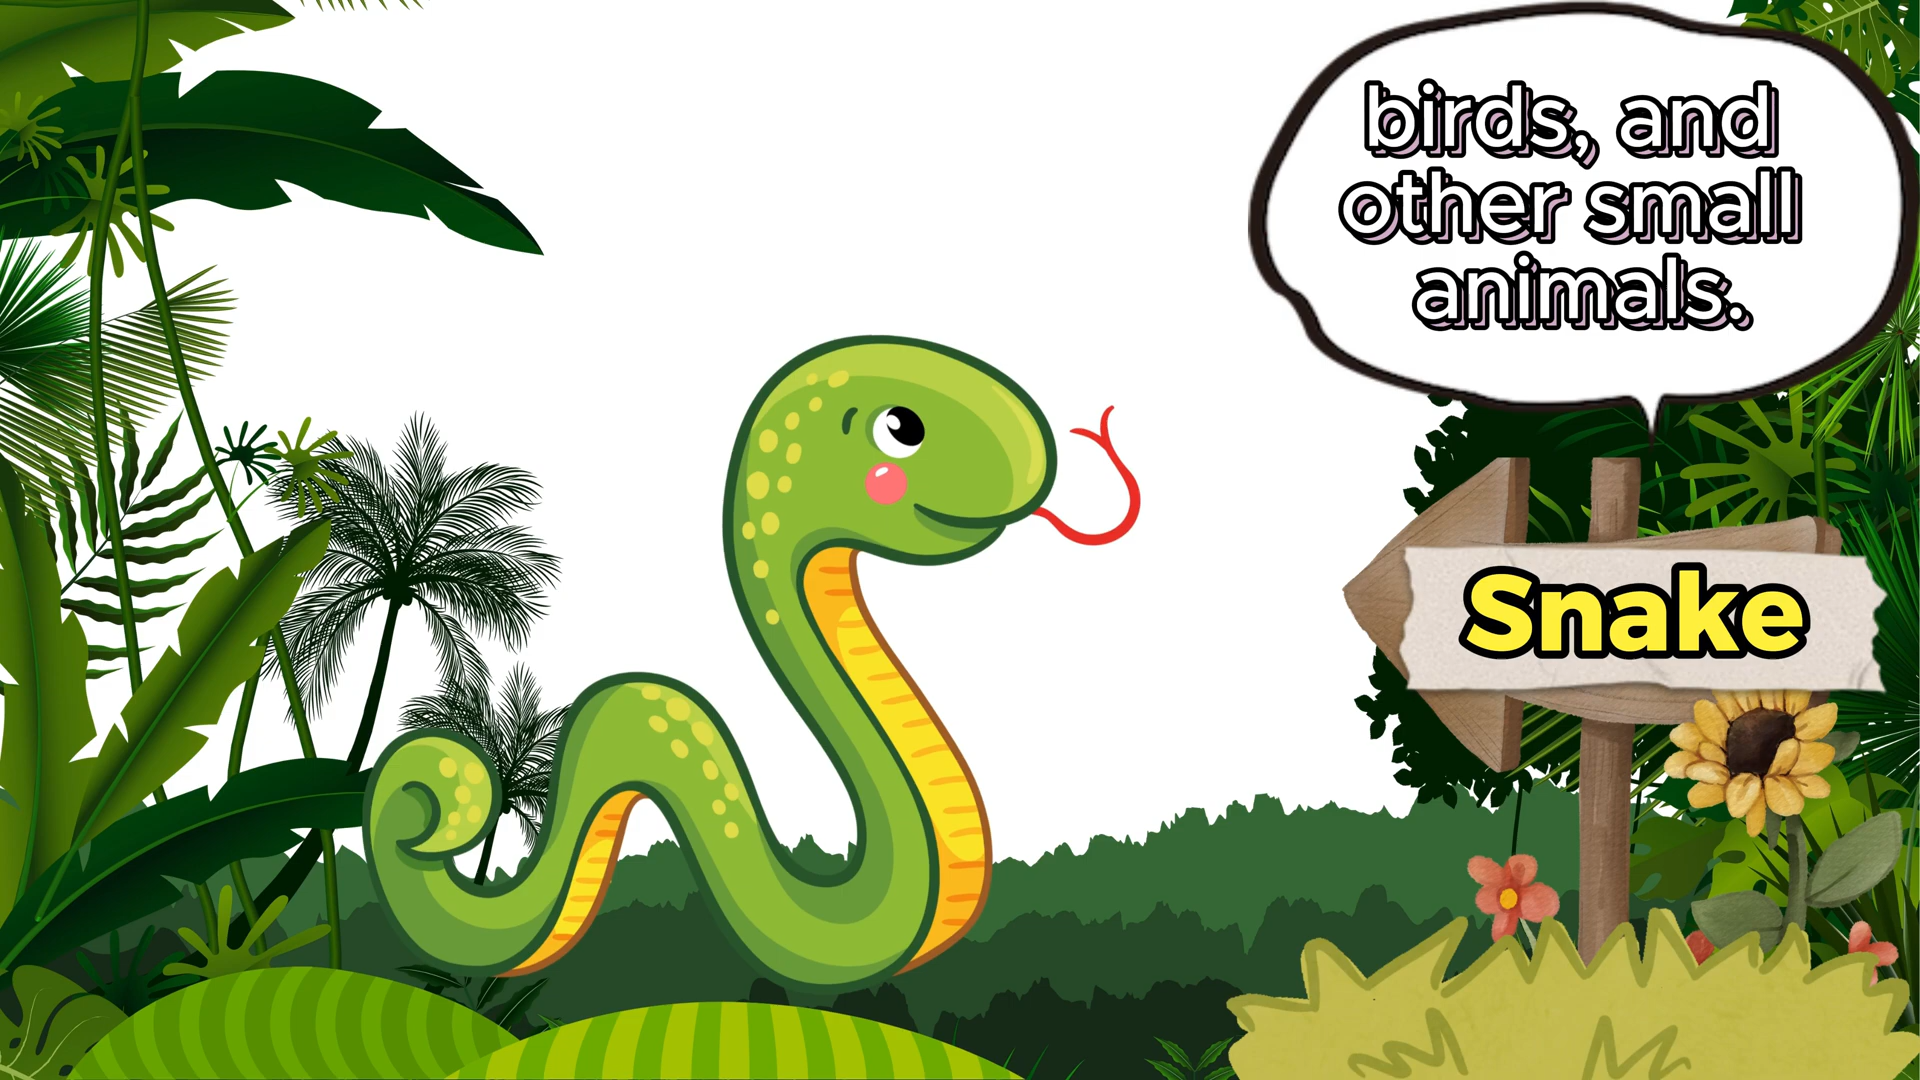 birds, and
other small
animals.
Snake